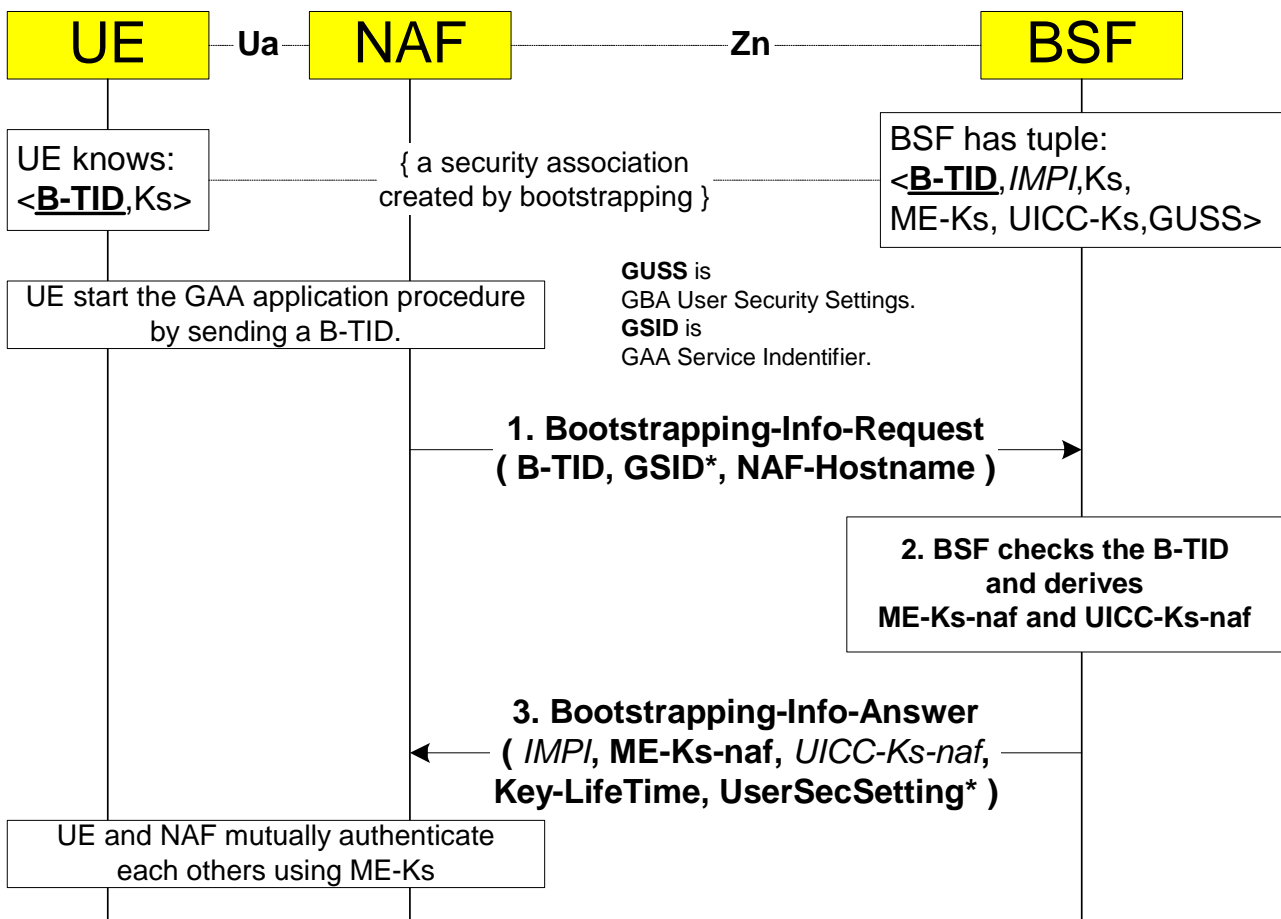 UE
Ua
NAF
Zn
BSF
UE knows:
<B-TID,Ks>
{ a security association
created by bootstrapping }
BSF has tuple:
<B-TID,IMPI,Ks,
ME-Ks, UICC-Ks,GUSS>
UE start the GAA application procedure
by sending a B-TID.
GUSS is
GBA User Security Settings.
GSID is
GAA Service Indentifier.
1. Bootstrapping-Info-Request
( B-TID, GSID*, NAF-Hostname )
2. BSF checks the B-TID
and derives
ME-Ks-naf and UICC-Ks-naf
3. Bootstrapping-Info-Answer
( IMPI, ME-Ks-naf, UICC-Ks-naf,
Key-LifeTime, UserSecSetting* )
UE and NAF mutually authenticate
each others using ME-Ks